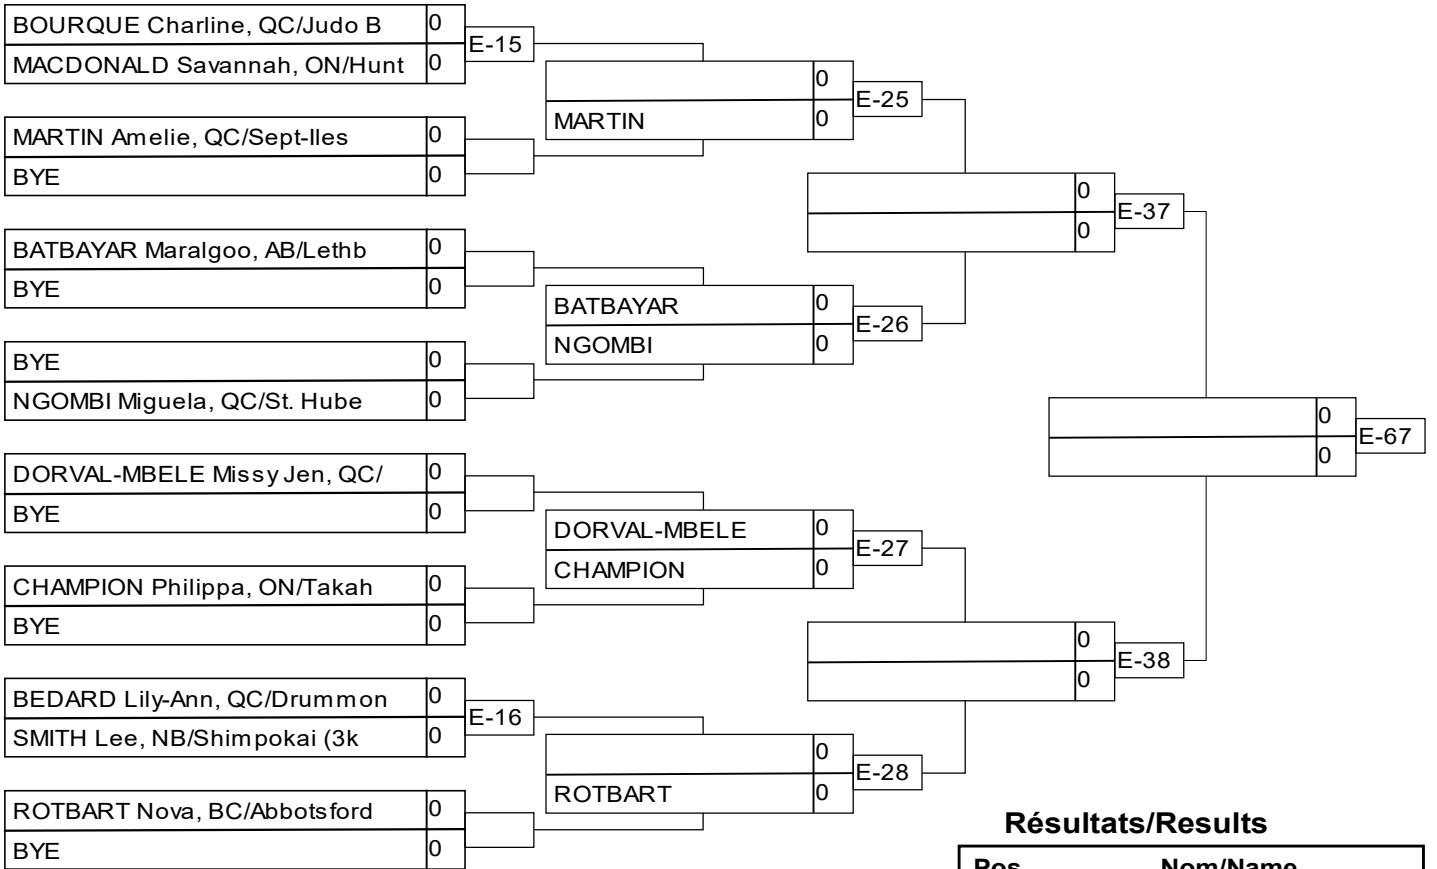 BOURQUE Charline, QC/Judo B 0
MACDONALD Savannah, ON/Hunt 0
E-15
MARTIN Amelie, QC/Sept-Iles 0
BYE 0
BATBAYAR Maralgoo, AB/Lethb 0
BYE 0
BYE 0
NGOMBI Miguela, QC/St. Hube 0
DORVAL-MBELE Missy Jen, QC/ 0
BYE 0
CHAMPION Philippa, ON/Takah 0
BYE 0
BEDARD Lily-Ann, QC/Drummon 0
SMITH Lee, NB/Shimpokai (3k 0
E-16
ROTBART Nova, BC/Abbotsford 0
BYE 0
0
MARTIN 0
E-25
BATBAYAR 0
NGOMBI 0
E-26
DORVAL-MBELE 0
CHAMPION 0
E-27
0
ROTBART 0
E-28
0
0
E-37
0
0
E-38
0
0
E-67
Résultats/Results
Pos Nom/Name